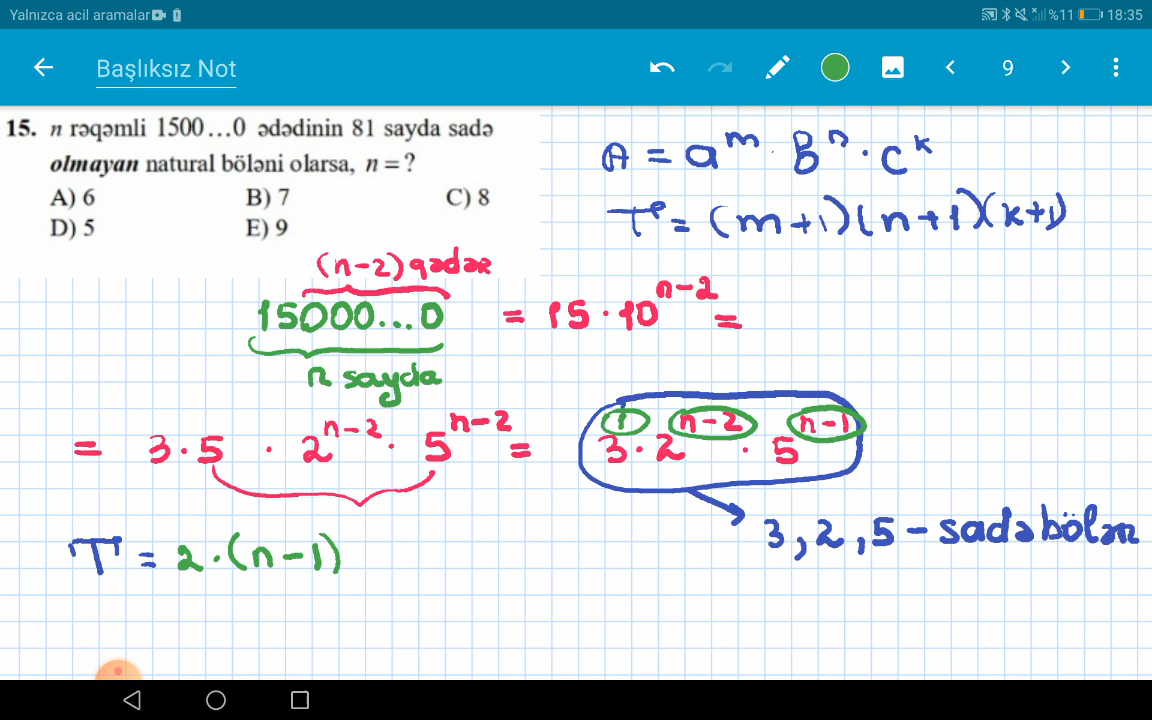 Yalnızca acil aramalar %11 18:35
Başlıksız Not 9
15. n rəqəmli 1500...0 ədədinin 81 sayda sadə
olmayan natural böləni olarsa, n = ?
A) 6 B) 7 C) 8
D) 5 E) 9
A = a^m · B^n · c^k
T = (m+1)(n+1)(k+1)
(n-2) qədər
15000...0 = 15 · 10^n-2 =
n sayda
= 3 · 5 · 2^n-2 · 5^n-2 = 3^1 · 2^n-2 · 5^n-1
3, 2, 5 - sadə bölən
T = 2 · (n-1)